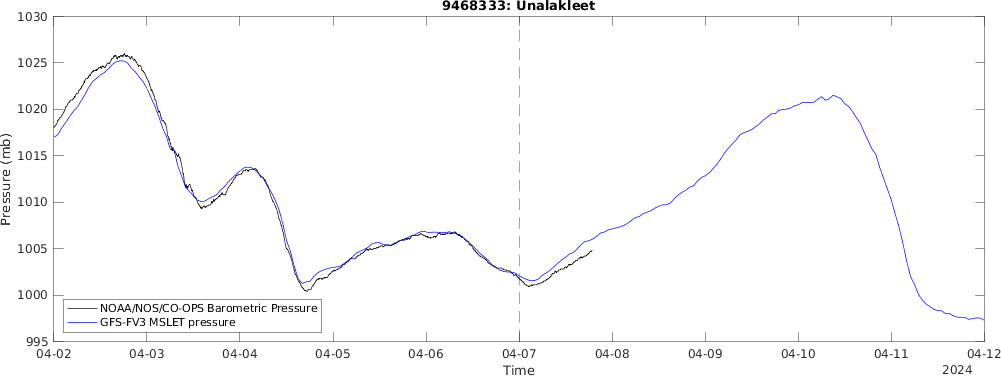 9468333: Unalakleet
Pressure (mb)
1030
1025
1020
1015
1010
1005
1000
995
NOAA/NOS/CO-OPS Barometric Pressure
GFS-FV3 MSLET pressure
04-02 04-03 04-04 04-05 04-06 04-07 04-08 04-09 04-10 04-11 04-12
Time
2024